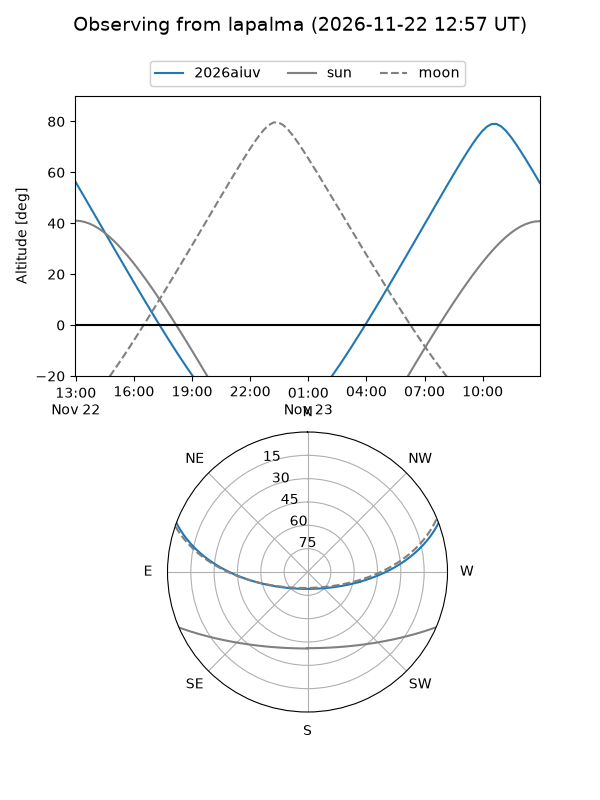 Observing from lapalma (2026-11-22 12:57 UT)
2026aiuv sun moon
Altitude [deg]
80
60
40
20
0
−20
13:00 16:00 19:00 22:00 01:00 04:00 07:00 10:00
Nov 22 Nov 23
N
NE NW
15
30
45
60
75
E W
SE SW
S